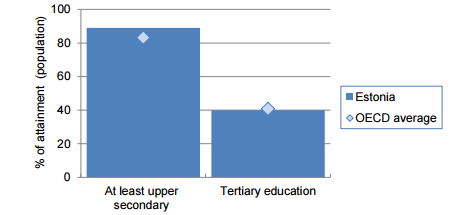 % of attainment (population)
100
80
60
40
20
0
At least upper
secondary
Tertiary education
Estonia
OECD average